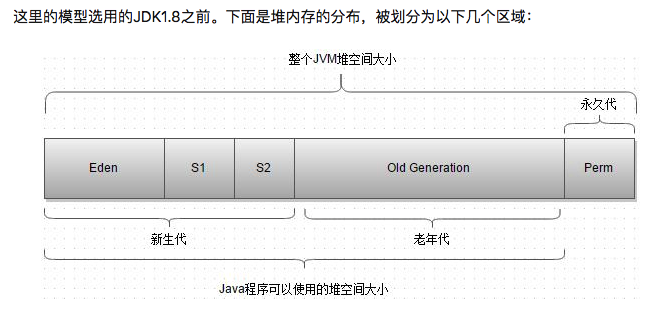 这里的模型选用的JDK1.8之前。下面是堆内存的分布，被划分为以下几个区域：
整个JVM堆空间大小
永久代
Eden
S1
S2
Old Generation
Perm
新生代
老年代
Java程序可以使用的堆空间大小